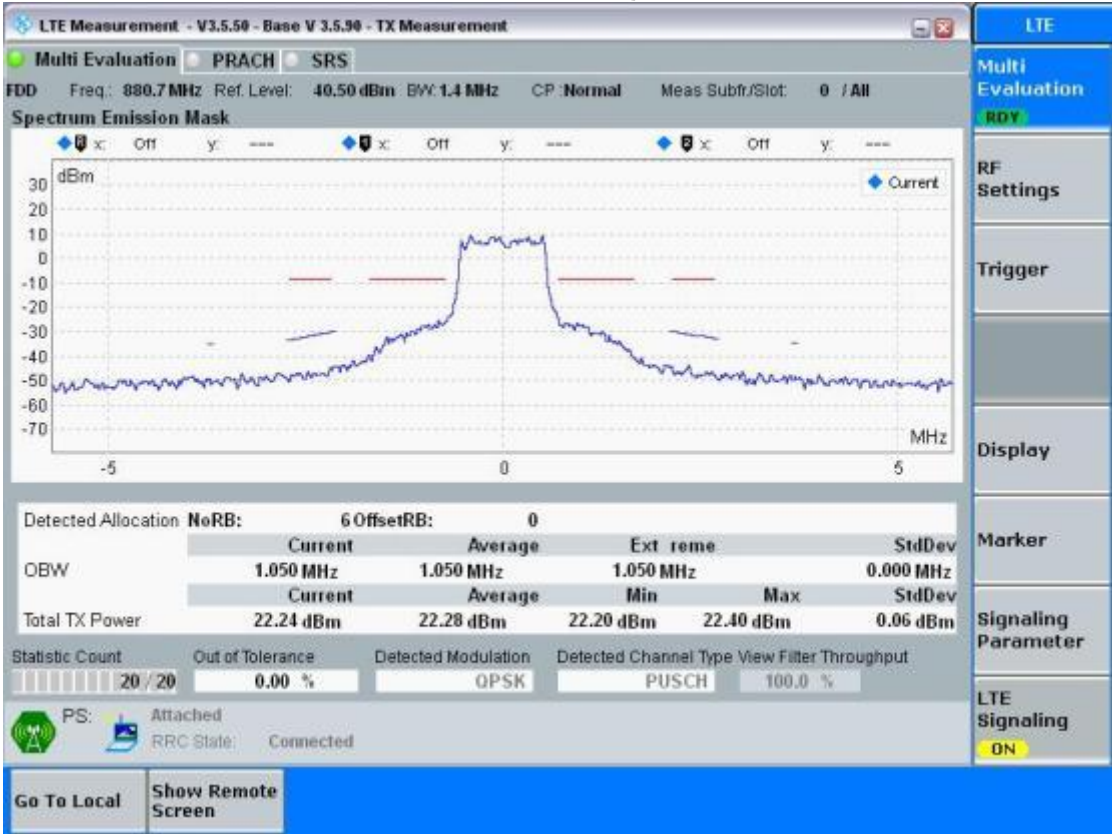 LTE Measurement - V3.5.50 - Base V 3.5.90 - TX Measurement
LTE
Multi Evaluation PRACH SRS
FDD Freq.: 880.7 MHz Ref. Level: 40.50 dBm BW: 1.4 MHz CP :Normal Meas Subfr./Slot: 0 / All
Spectrum Emission Mask
x: Off y: --- x: Off y: --- x: Off y: ---
dBm
Current
30
20
10
0
-10
-20
-30
-40
-50
-60
-70
MHz
-5 0 5
Detected Allocation NoRB: 6 OffsetRB: 0
Current Average Ext reme StdDev
OBW 1.050 MHz 1.050 MHz 1.050 MHz 0.000 MHz
Current Average Min Max StdDev
Total TX Power 22.24 dBm 22.28 dBm 22.20 dBm 22.40 dBm 0.06 dBm
Statistic Count Out of Tolerance Detected Modulation Detected Channel Type View Filter Throughput
20 / 20 0.00 % QPSK PUSCH 100.0 %
PS: Attached
RRC State: Connected
Multi
Evaluation
RDY
RF
Settings
Trigger
Display
Marker
Signaling
Parameter
LTE
Signaling
ON
Go To Local
Show Remote
Screen